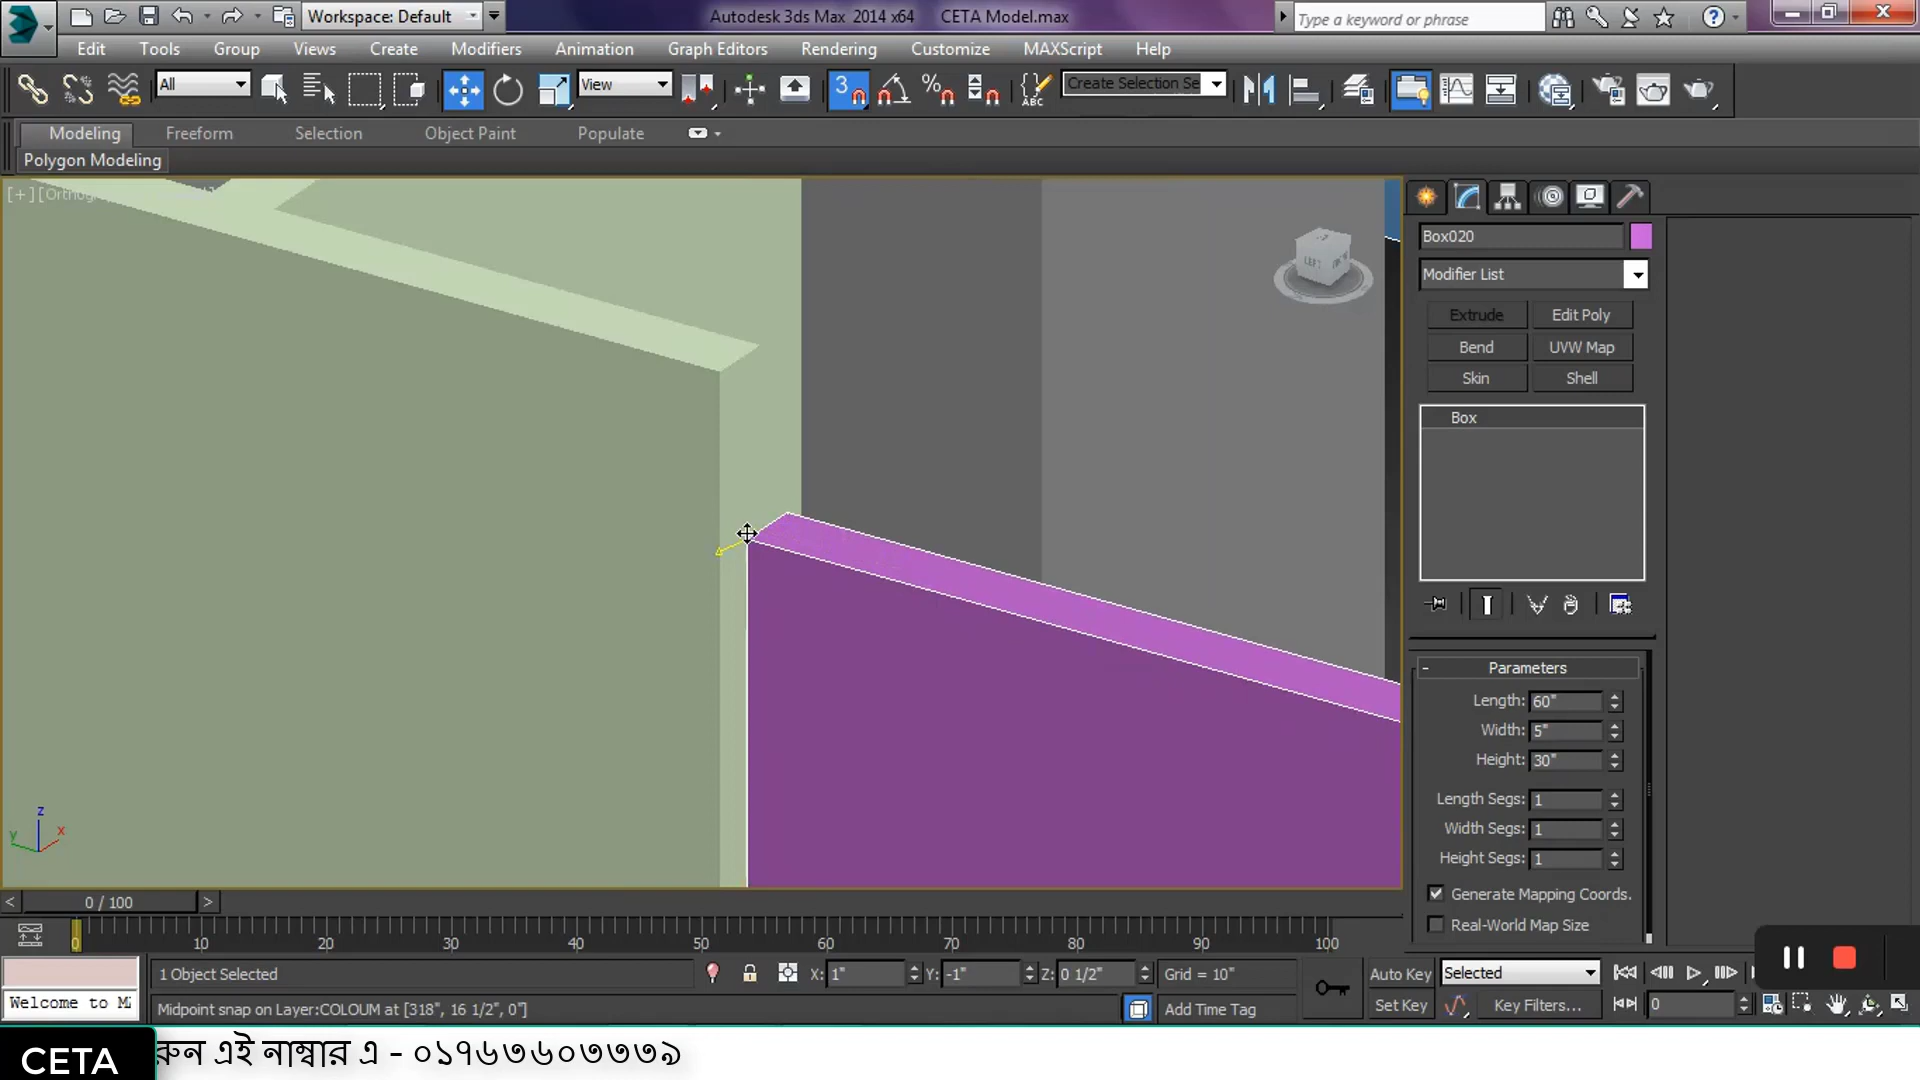 Workspace: Default
Autodesk 3ds Max 2014 x64 CETA Model.max
Type a keyword or phrase
Edit Tools Group Views Create Modifiers Animation Graph Editors Rendering Customize MAXScript Help
All
View
3
ABC
Create Selection Se
Modeling Freeform Selection Object Paint Populate
Polygon Modeling
Box020
Modifier List
Extrude Edit Poly
Bend UVW Map
Skin Shell
Box
Parameters
Length: 60"
Width: 5"
Height: 30"
Length Segs: 1
Width Segs: 1
Height Segs: 1
Generate Mapping Coords.
Real-World Map Size
z
y x
LEFT
< 0 / 100 >
0 10 20 30 40 50 60 70 80 90 100
1 Object Selected X: 1" Y: -1" Z: 0 1/2" Grid = 10" Auto Key Selected
Welcome to Ma Midpoint snap on Layer:COLOUM at [318", 16 1/2", 0"] Add Time Tag Set Key Key Filters... 0
CETA রুন এই নাম্বার এ - ০১৭৬৩৬০৩৩৩৯